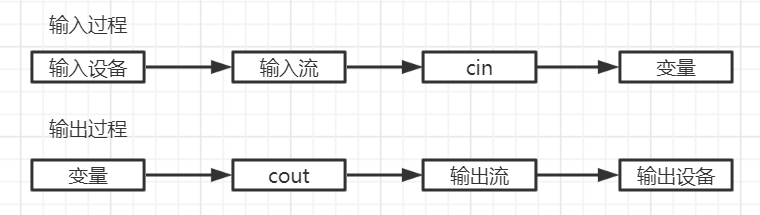 输入过程
输入设备 输入流 cin 变量
输出过程
变量 cout 输出流 输出设备